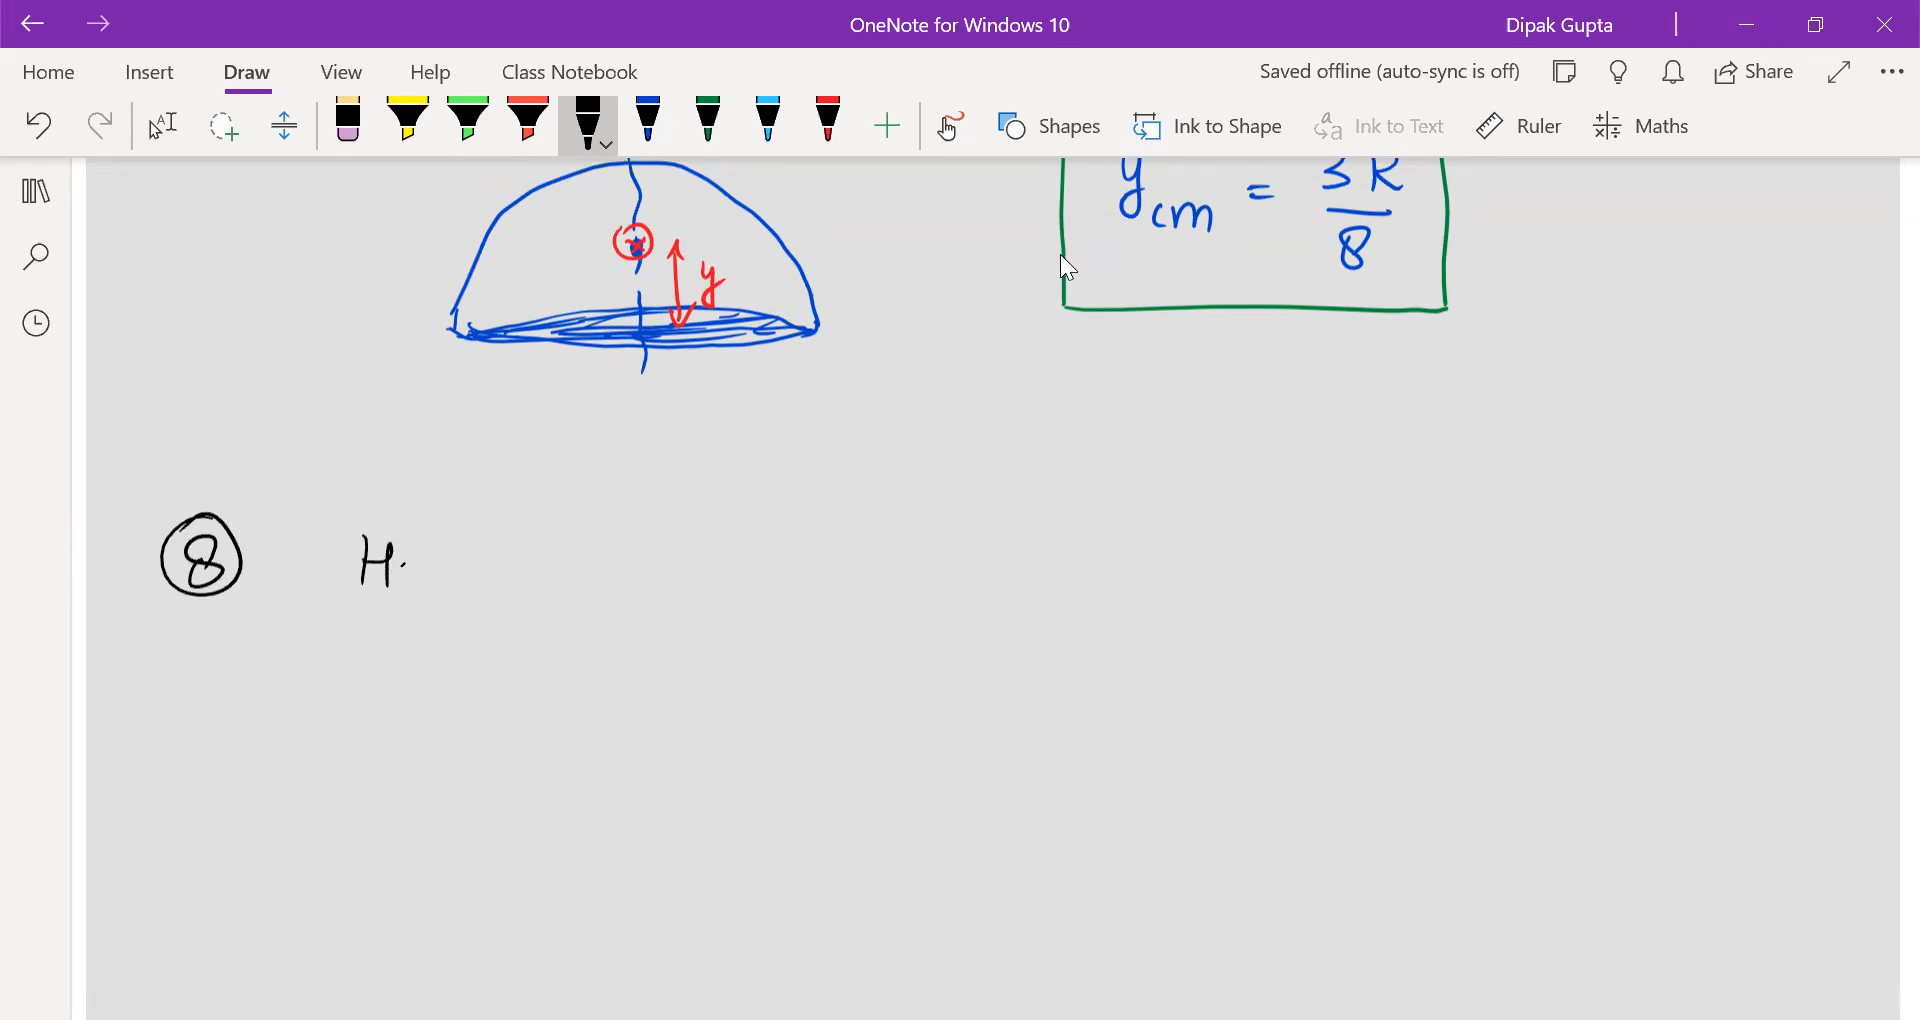 OneNote for Windows 10
Dipak Gupta
Home Insert Draw View Help Class Notebook
Saved offline (auto-sync is off) Share
Shapes Ink to Shape Ink to Text Ruler Maths
y
cm = 3R
8
y
8 H.